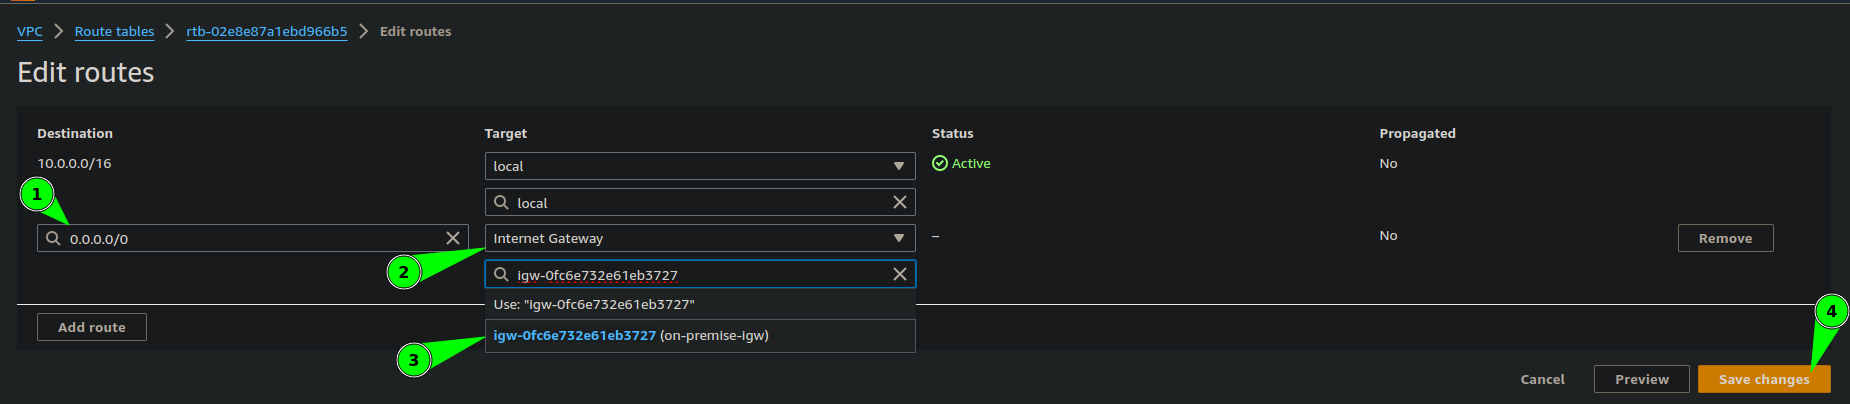 VPC > Route tables > rtb-02e8e87a1ebd966b5 > Edit routes
Edit routes
Destination Target Status Propagated
10.0.0.0/16 local Active No
1
local
0.0.0.0/0 Internet Gateway – No Remove
2
igw-0fc6e732e61eb3727
Use: "igw-0fc6e732e61eb3727"
4
Add route
igw-0fc6e732e61eb3727 (on-premise-igw)
3
Cancel Preview Save changes